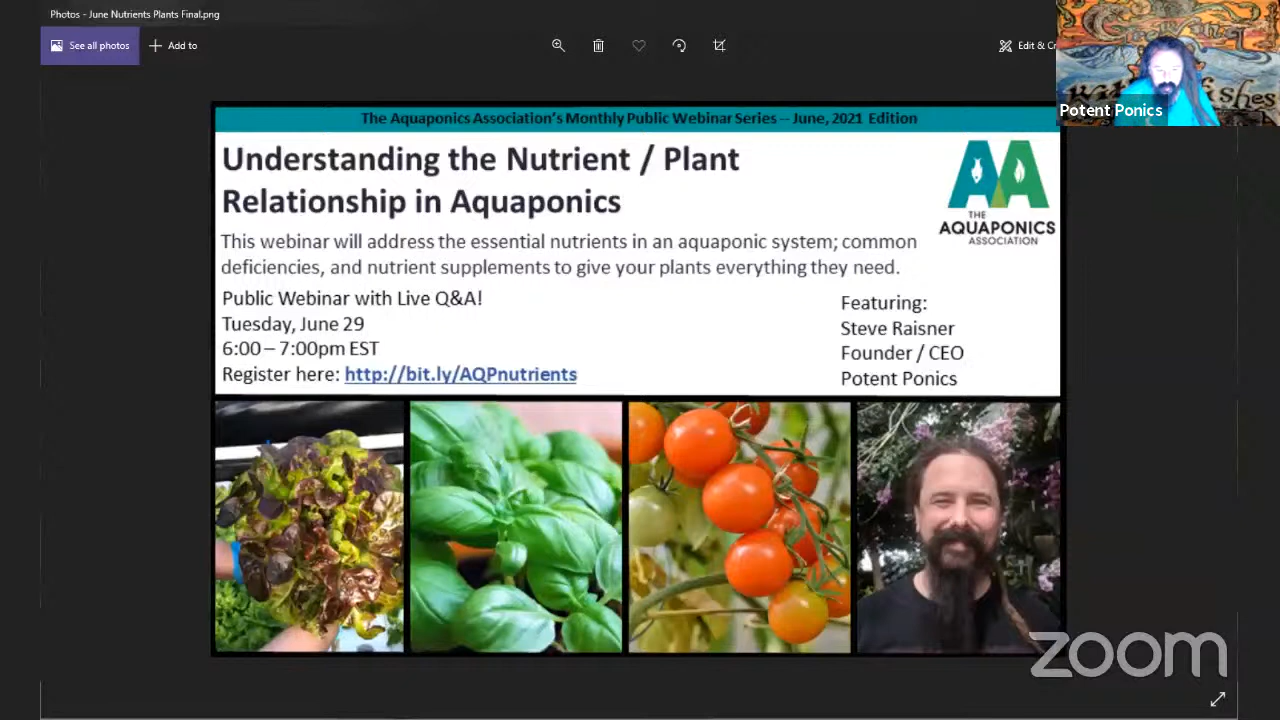 Photos - June Nutrients Plants Final.png
See all photos
Add to
Edit & Cr
Potent Ponics
The Aquaponics Association's Monthly Public Webinar Series – June, 2021 Edition
Understanding the Nutrient / Plant
Relationship in Aquaponics
This webinar will address the essential nutrients in an aquaponic system; common
deficiencies, and nutrient supplements to give your plants everything they need.
Public Webinar with Live Q&A!
Tuesday, June 29
6:00 – 7:00pm EST
Register here: http://bit.ly/AQPnutrients
AA
THE
AQUAPONICS
ASSOCIATION
Featuring:
Steve Raisner
Founder / CEO
Potent Ponics
zoom